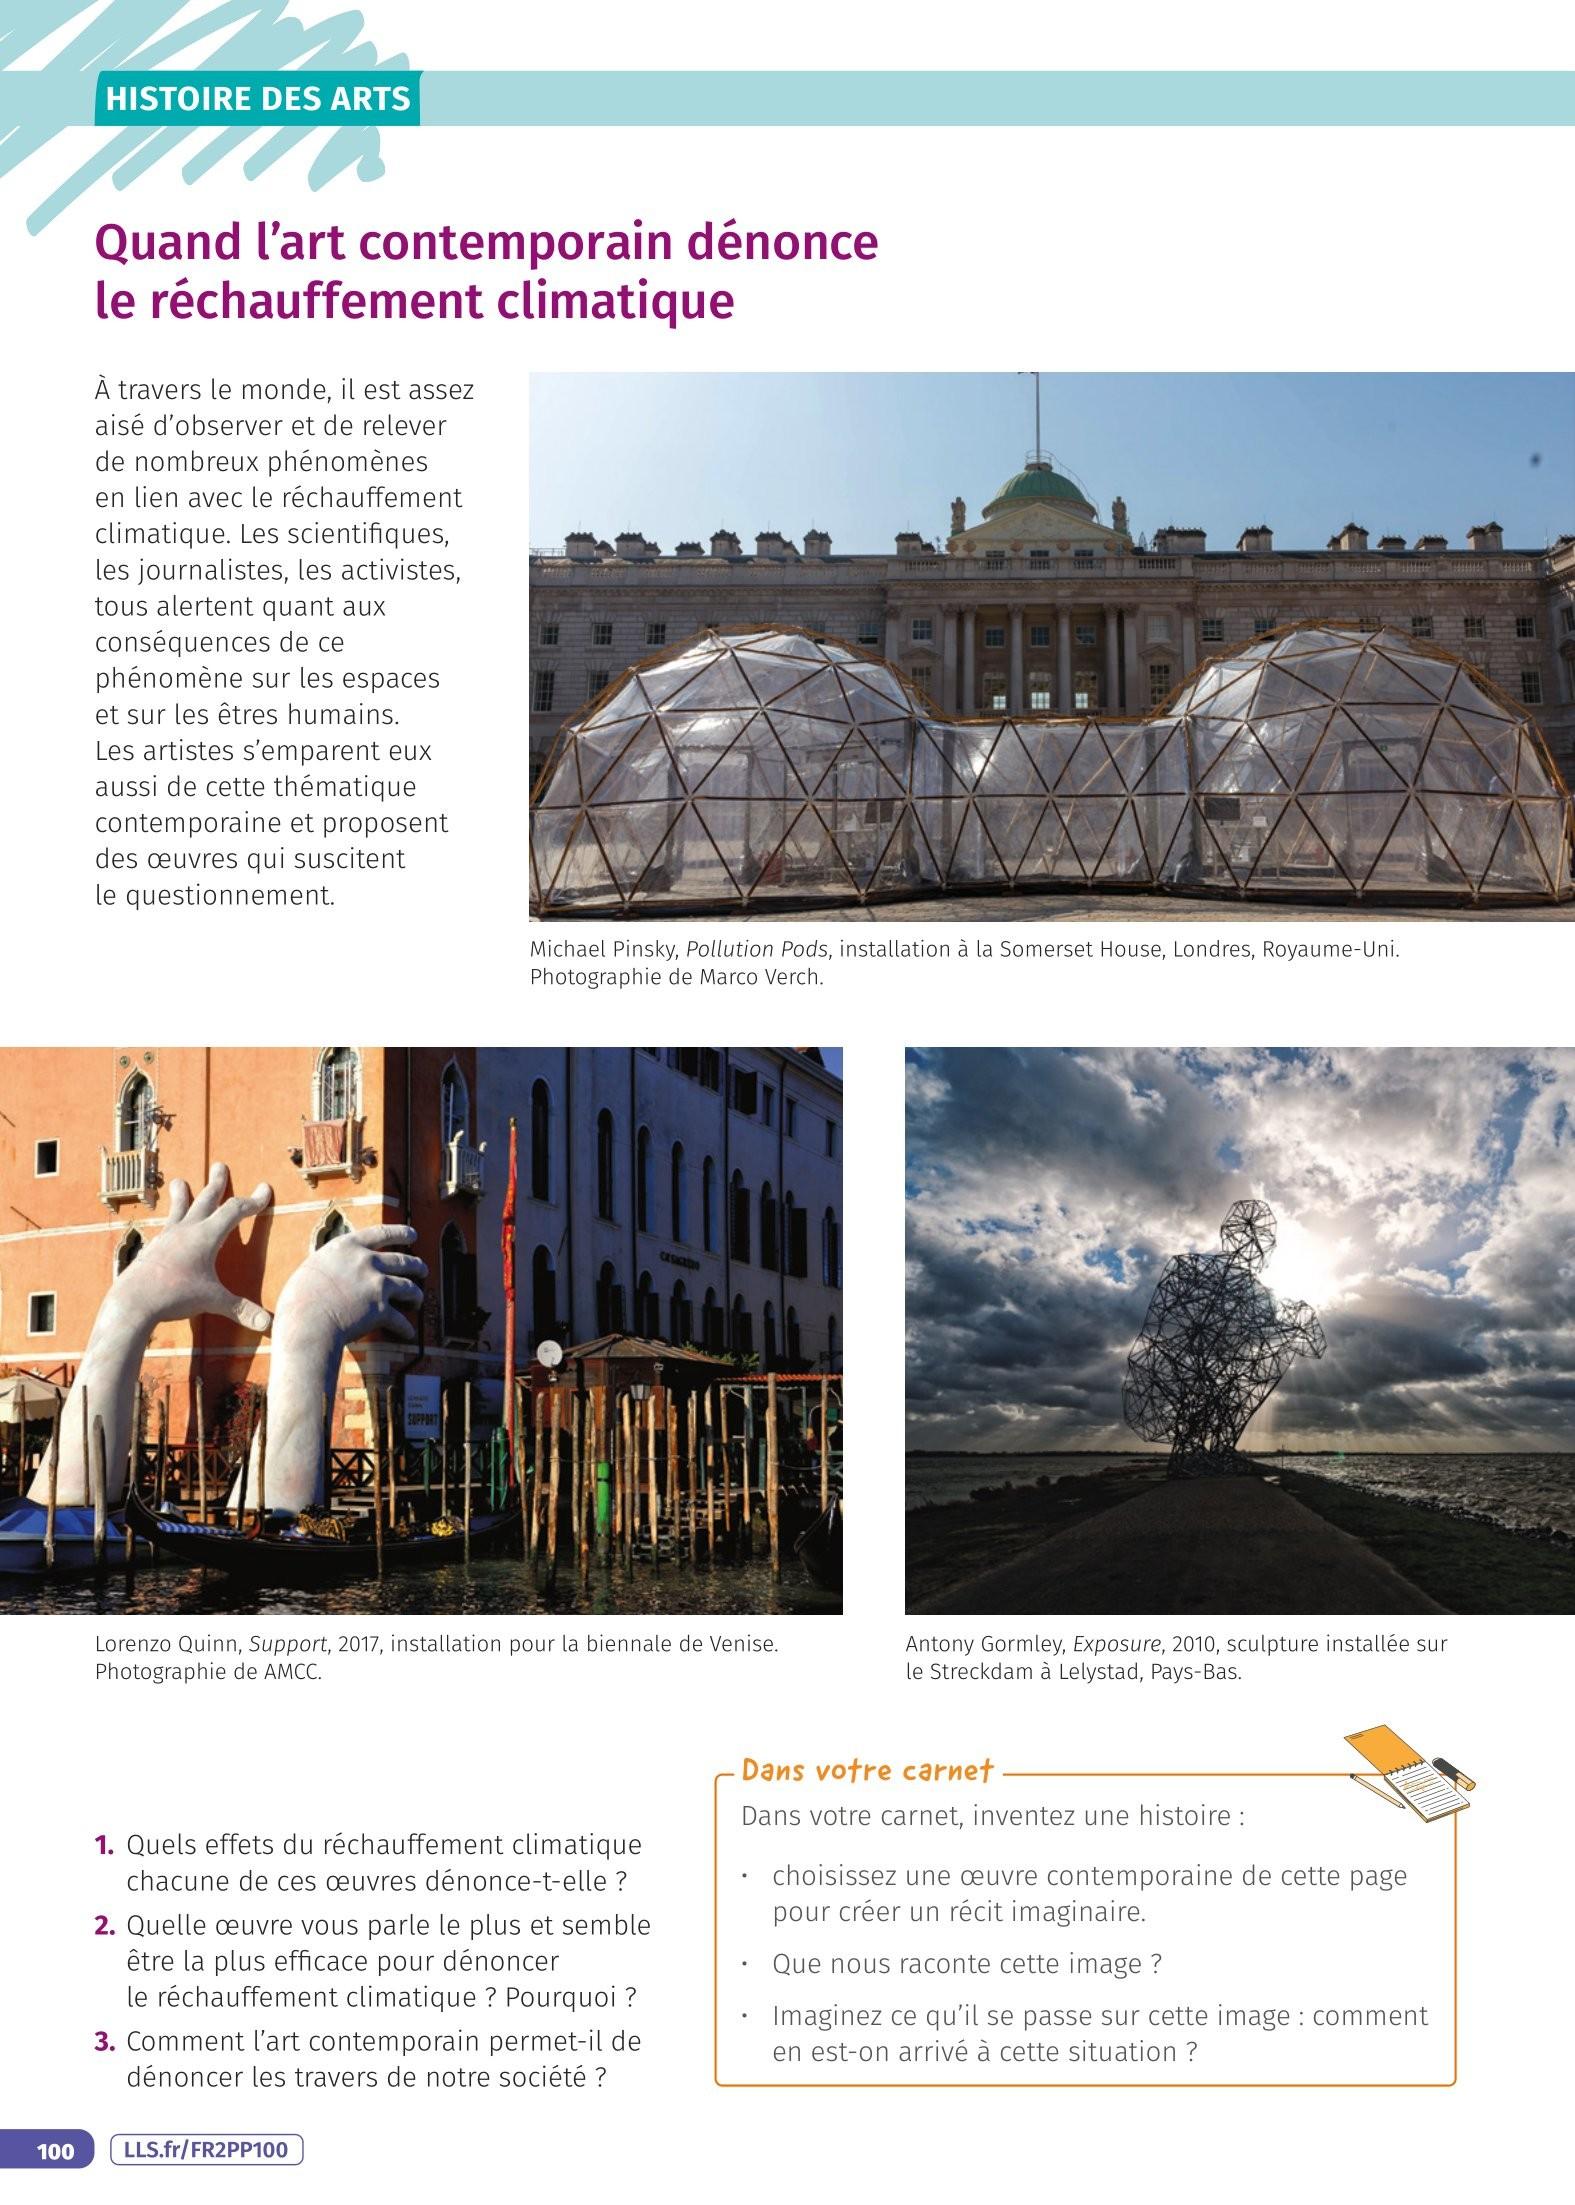 HISTOIRE DES ARTS
Quand l’art contemporain dénonce
le réchauffement climatique
À travers le monde, il est assez
aisé d’observer et de relever
de nombreux phénomènes
en lien avec le réchauffement
climatique. Les scientifiques,
les journalistes, les activistes,
tous alertent quant aux
conséquences de ce
phénomène sur les espaces
et sur les êtres humains.
Les artistes s’emparent eux
aussi de cette thématique
contemporaine et proposent
des œuvres qui suscitent
le questionnement.
Michael Pinsky, Pollution Pods, installation à la Somerset House, Londres, Royaume-Uni.
Photographie de Marco Verch.
SUPPORT
Lorenzo Quinn, Support, 2017, installation pour la biennale de Venise.
Photographie de AMCC.
Antony Gormley, Exposure, 2010, sculpture installée sur
le Streckdam à Lelystad, Pays-Bas.
1. Quels effets du réchauffement climatique
chacune de ces œuvres dénonce-t-elle ?
2. Quelle œuvre vous parle le plus et semble
être la plus efficace pour dénoncer
le réchauffement climatique ? Pourquoi ?
3. Comment l’art contemporain permet-il de
dénoncer les travers de notre société ?
Dans votre carnet
Dans votre carnet, inventez une histoire :
• choisissez une œuvre contemporaine de cette page
pour créer un récit imaginaire.
• Que nous raconte cette image ?
• Imaginez ce qu’il se passe sur cette image : comment
en est-on arrivé à cette situation ?
100
LLS.fr/FR2PP100